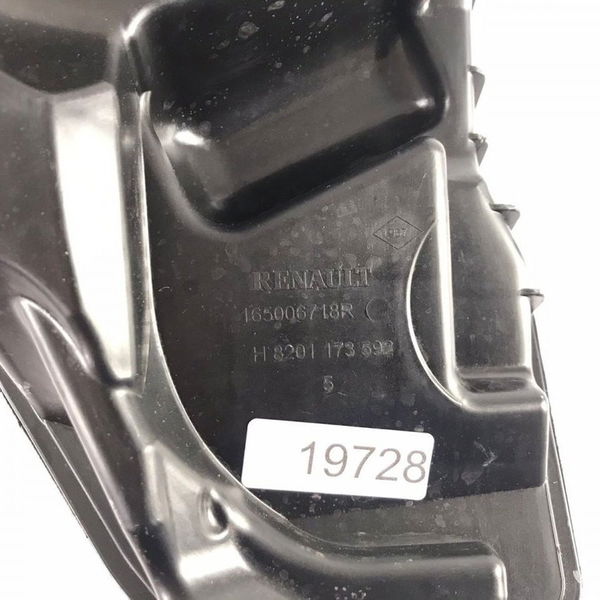 RENAULT
165006718R C
H 8201 173 592
5
19728